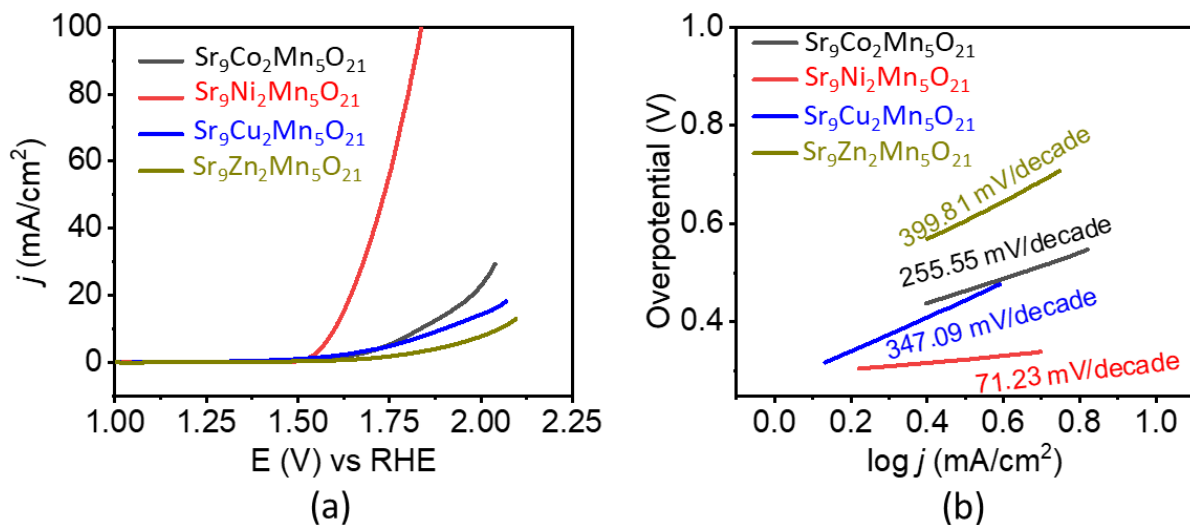 100
80
60
40
20
0
j (mA/cm²)
Sr₉Co₂Mn₅O₂₁
Sr₉Ni₂Mn₅O₂₁
Sr₉Cu₂Mn₅O₂₁
Sr₉Zn₂Mn₅O₂₁
1.00 1.25 1.50 1.75 2.00 2.25
E (V) vs RHE
(a)
1.0
0.8
0.6
0.4
Overpotential (V)
Sr₉Co₂Mn₅O₂₁
Sr₉Ni₂Mn₅O₂₁
Sr₉Cu₂Mn₅O₂₁
Sr₉Zn₂Mn₅O₂₁
399.81 mV/decade
255.55 mV/decade
347.09 mV/decade
71.23 mV/decade
0.0 0.2 0.4 0.6 0.8 1.0
log j (mA/cm²)
(b)